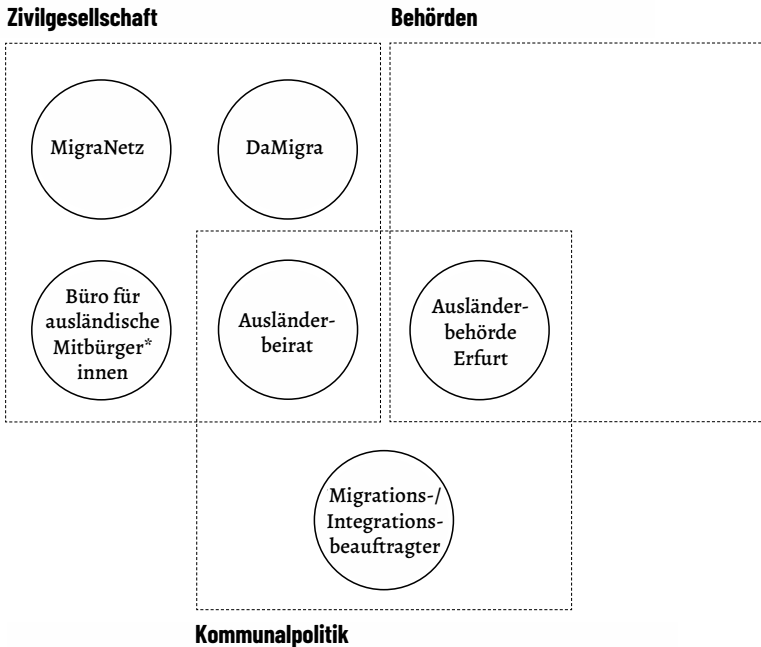 Zivilgesellschaft
Behörden
MigraNetz
DaMigra
Büro für
ausländische
Mitbürger*
innen
Ausländer-
beirat
Ausländer-
behörde
Erfurt
Migrations-/
Integrations-
beauftragter
Kommunalpolitik